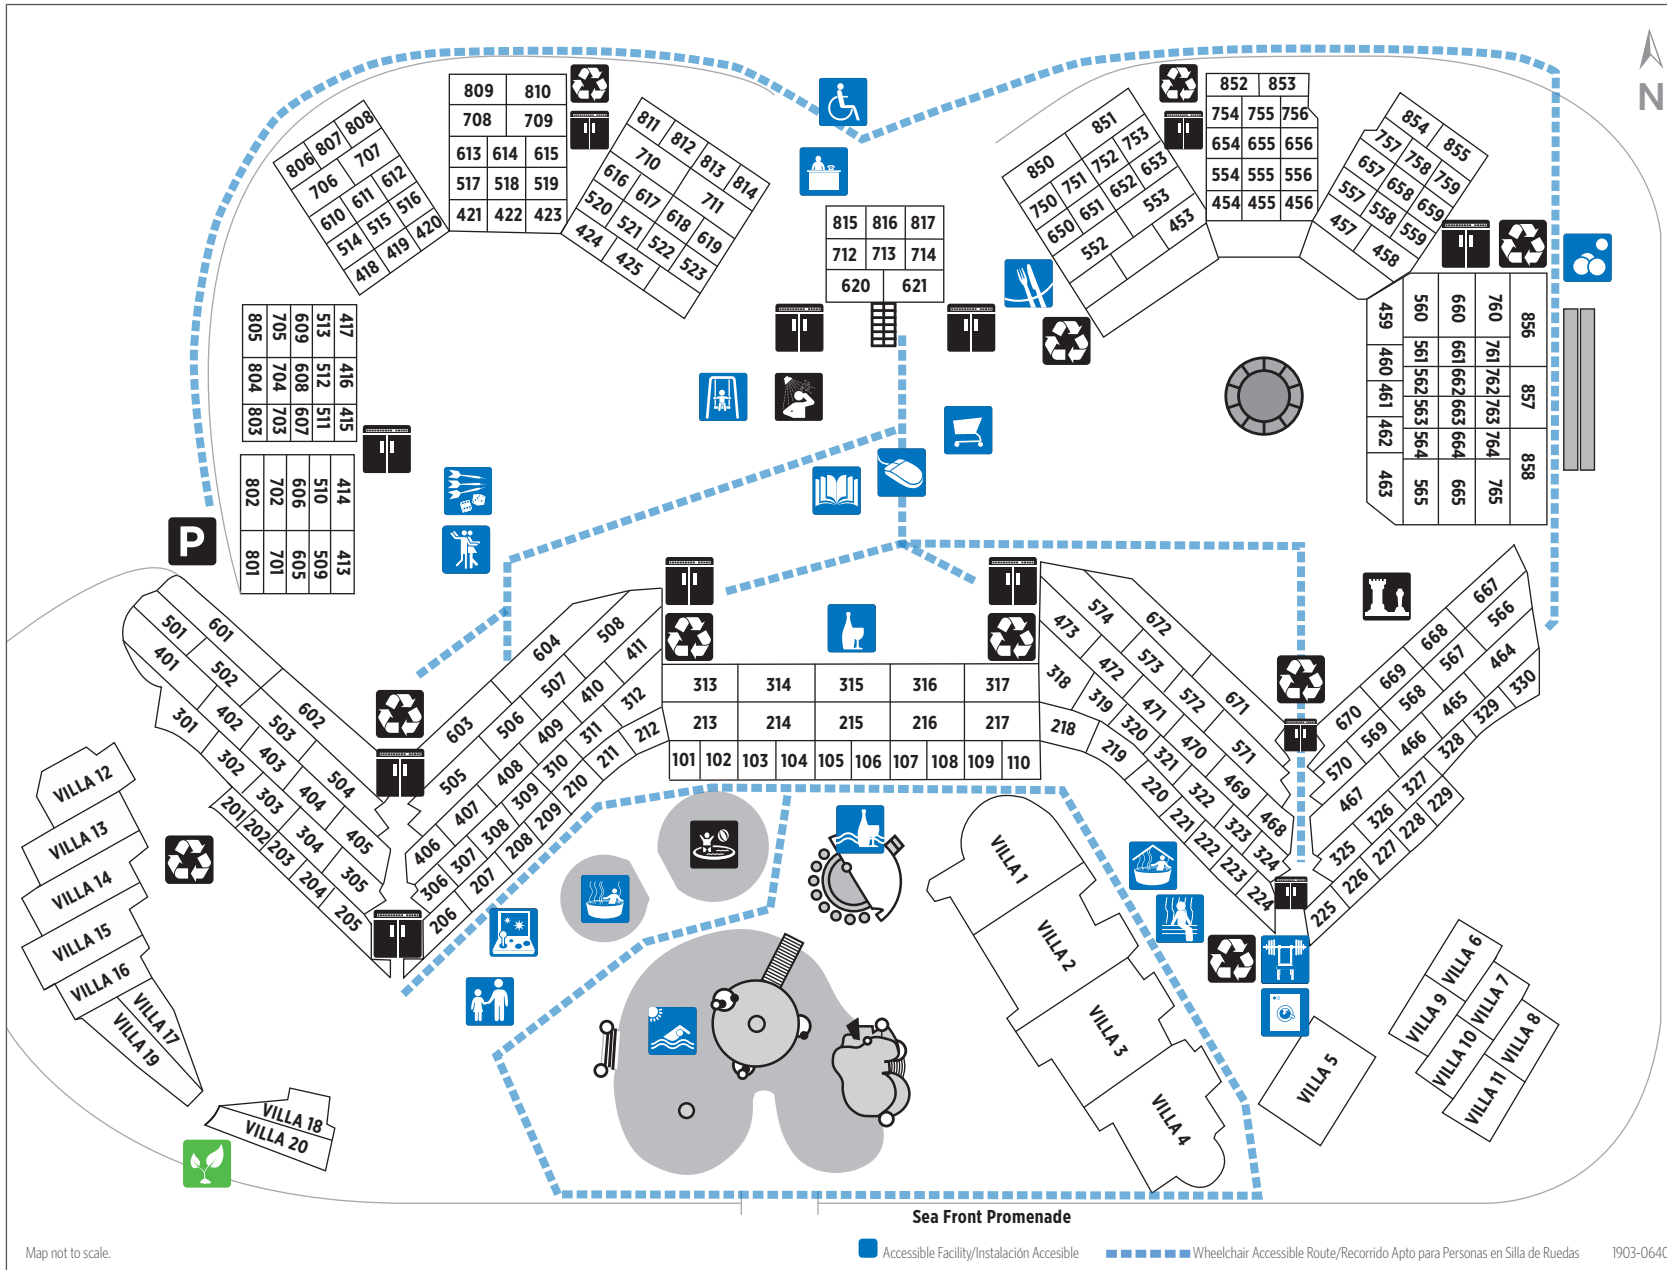 N
809 810
708 709
613 614 615
517 518 519
421 422 423
806 807 808
706 707
610 611 612
514 515 516
418 419 420
811 812 813 814
710 711
616 617 618 619
520 521 522 523
424 425
815 816 817
712 713 714
620 621
850 851
750 751 752 753
650 651 652 653
552 553
453
852 853
754 755 756
654 655 656
554 555 556
454 455 456
854 855
757 758 759
657 658 659
557 558 559
457 458
805 705 609 513 417
804 704 608 512 416
803 703 607 511 415
802 702 606 510 414
801 701 605 509 413
459 560 660 760 856
460 561 661 761
461 562 662 762 857
462 563 663 763
564 664 764
463 565 665 765 858
P
601 602
501 502 503 504
401 402 403 404 405
301 302 303 304 305
201 202 203 204 205
603 604
505 506 507 508
406 407 408 409 410 411
306 307 308 309 310 311 312
206 207 208 209 210 211 212
313 314 315 316 317
213 214 215 216 217
101 102 103 104 105 106 107 108 109 110
672 671
574 573 572 571
473 472 471 470 469 468
318 319 320 321 322 323 324
218 219 220 221 222 223 224
670 669 668 667
570 569 568 567 566
467 466 465 464
325 326 327 328 329 330
225 226 227 228 229
VILLA 12
VILLA 13
VILLA 14
VILLA 15
VILLA 16
VILLA 17
VILLA 19
VILLA 18
VILLA 20
VILLA 1
VILLA 2
VILLA 3
VILLA 4
VILLA 5
VILLA 6
VILLA 7
VILLA 8
VILLA 9
VILLA 10
VILLA 11
Sea Front Promenade
Map not to scale.
Accessible Facility/Instalación Accesible
Wheelchair Accessible Route/Recorrido Apto para Personas en Silla de Ruedas
1903-0640